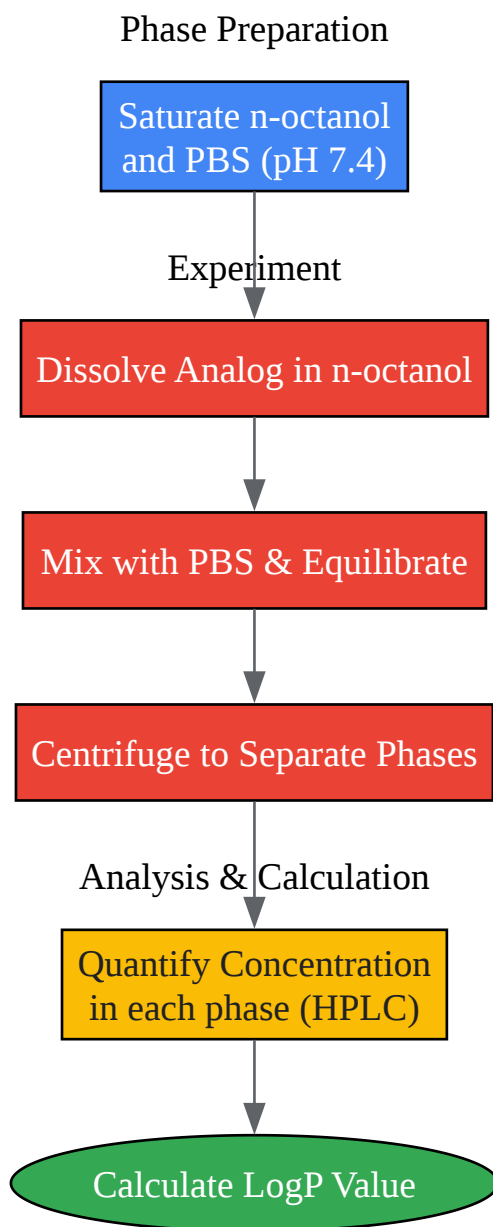 Phase Preparation
Saturate n-octanol
and PBS (pH 7.4)
Experiment
Dissolve Analog in n-octanol
Mix with PBS & Equilibrate
Centrifuge to Separate Phases
Analysis & Calculation
Quantify Concentration
in each phase (HPLC)
Calculate LogP Value